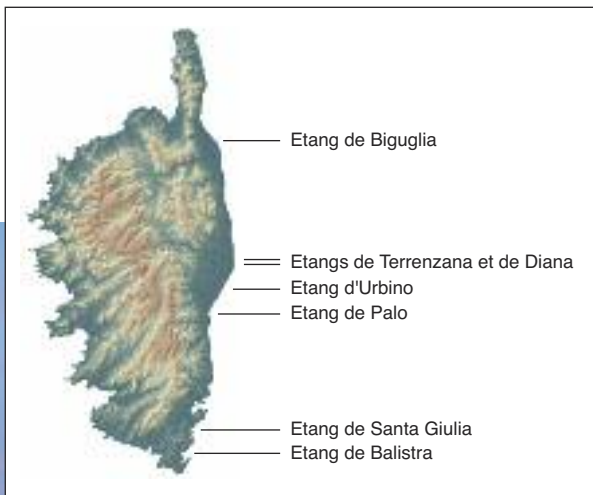 Etang de Biguglia
Etangs de Terrenzana et de Diana
Etang d'Urbino
Etang de Palo
Etang de Santa Giulia
Etang de Balistra